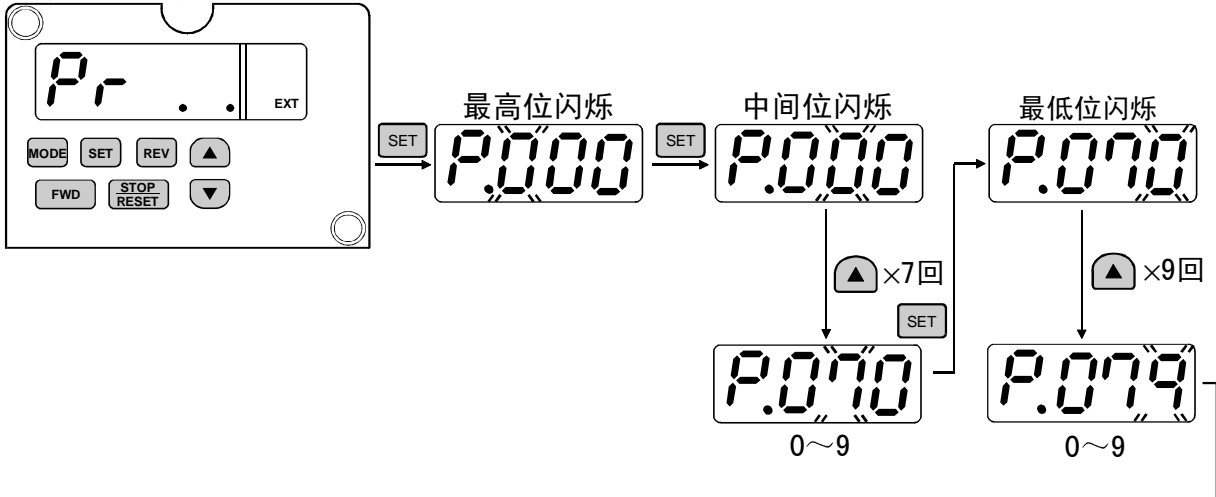 Pr ..
EXT
MODE SET REV ▲
FWD STOP RESET ▼
SET
最高位闪烁
P.000
SET
中间位闪烁
P.000
▲ ×7回
P.070
0～9
SET
最低位闪烁
P.070
▲ ×9回
P.079
0～9